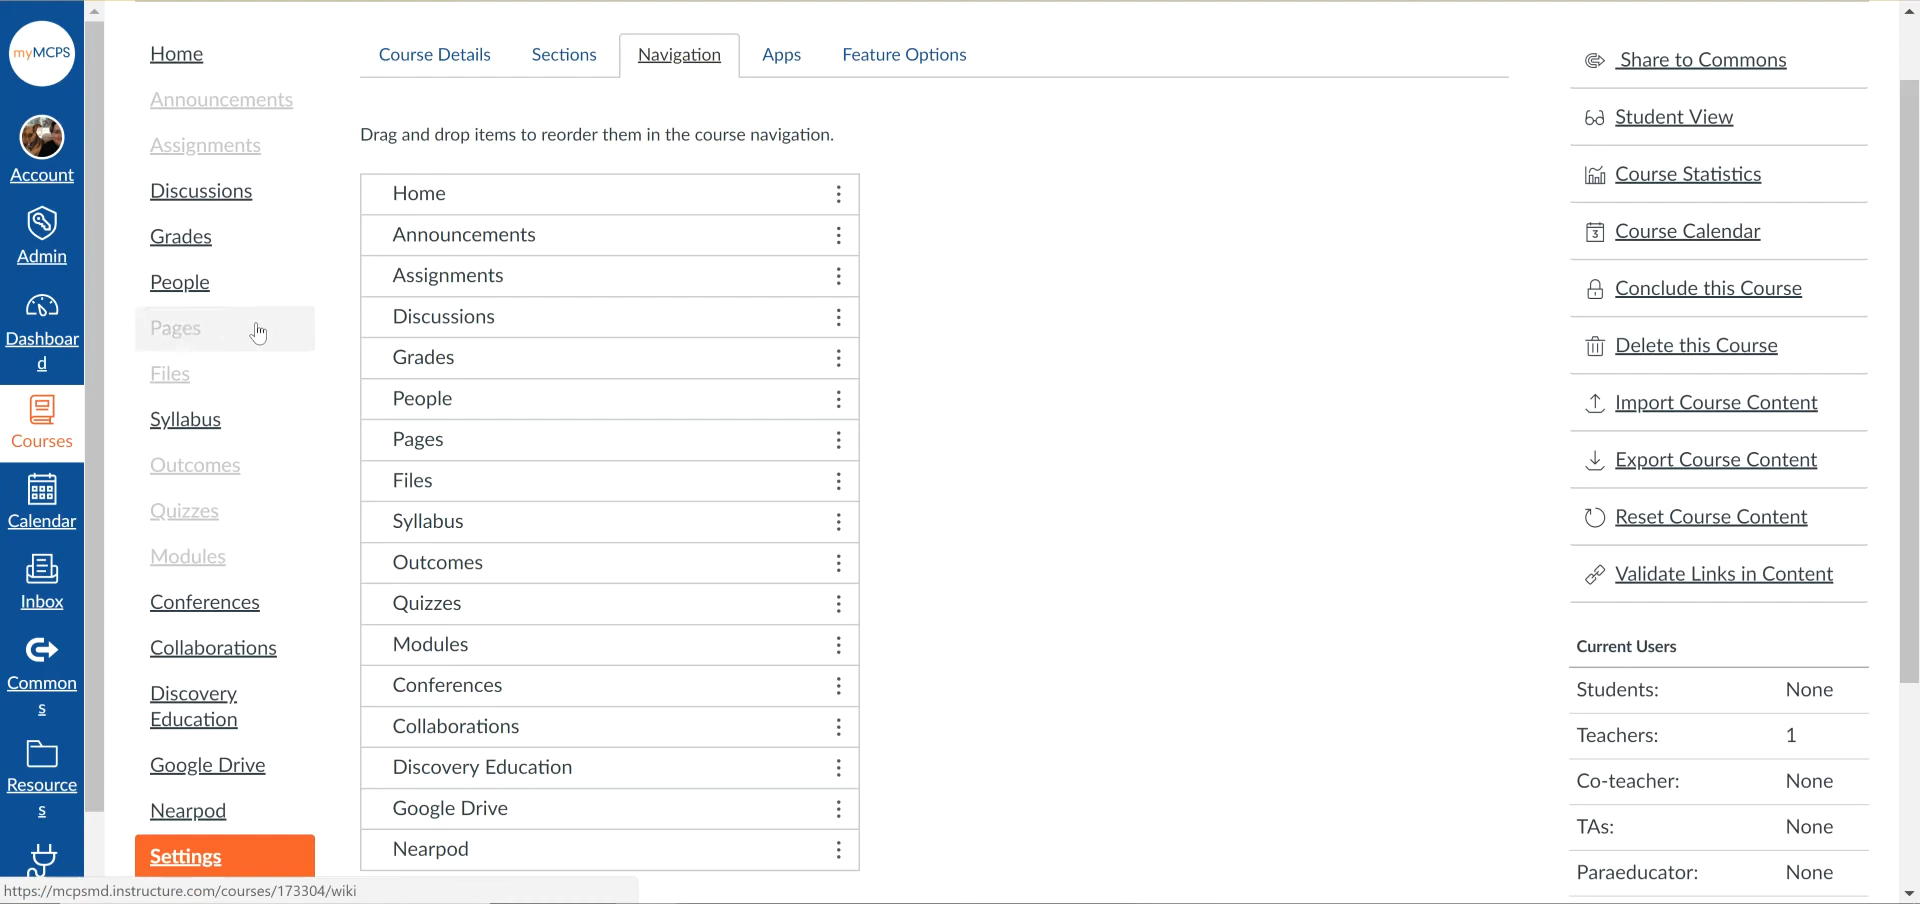 myMCPS
Account
Admin
Dashboar
d
Courses
Calendar
Inbox
Common
s
Resource
s
Home
Announcements
Assignments
Discussions
Grades
People
Pages
Files
Syllabus
Outcomes
Quizzes
Modules
Conferences
Collaborations
Discovery
Education
Google Drive
Nearpod
Settings
Course Details
Sections
Navigation
Apps
Feature Options
Drag and drop items to reorder them in the course navigation.
Home
Announcements
Assignments
Discussions
Grades
People
Pages
Files
Syllabus
Outcomes
Quizzes
Modules
Conferences
Collaborations
Discovery Education
Google Drive
Nearpod
Share to Commons
Student View
Course Statistics
3
Course Calendar
Conclude this Course
Delete this Course
Import Course Content
Export Course Content
Reset Course Content
Validate Links in Content
Current Users
Students: None
Teachers: 1
Co-teacher: None
TAs: None
Paraeducator: None
https://mcpsmd.instructure.com/courses/173304/wiki